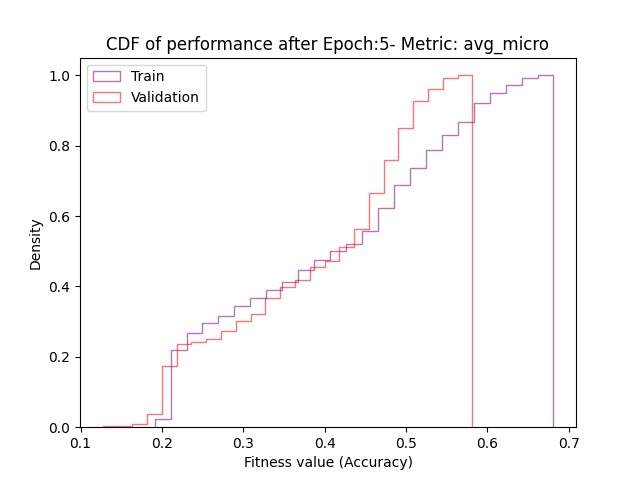 CDF of performance after Epoch:5- Metric: avg_micro
Train
Validation
1.0
0.8
0.6
0.4
0.2
0.0
Density
0.1 0.2 0.3 0.4 0.5 0.6 0.7
Fitness value (Accuracy)